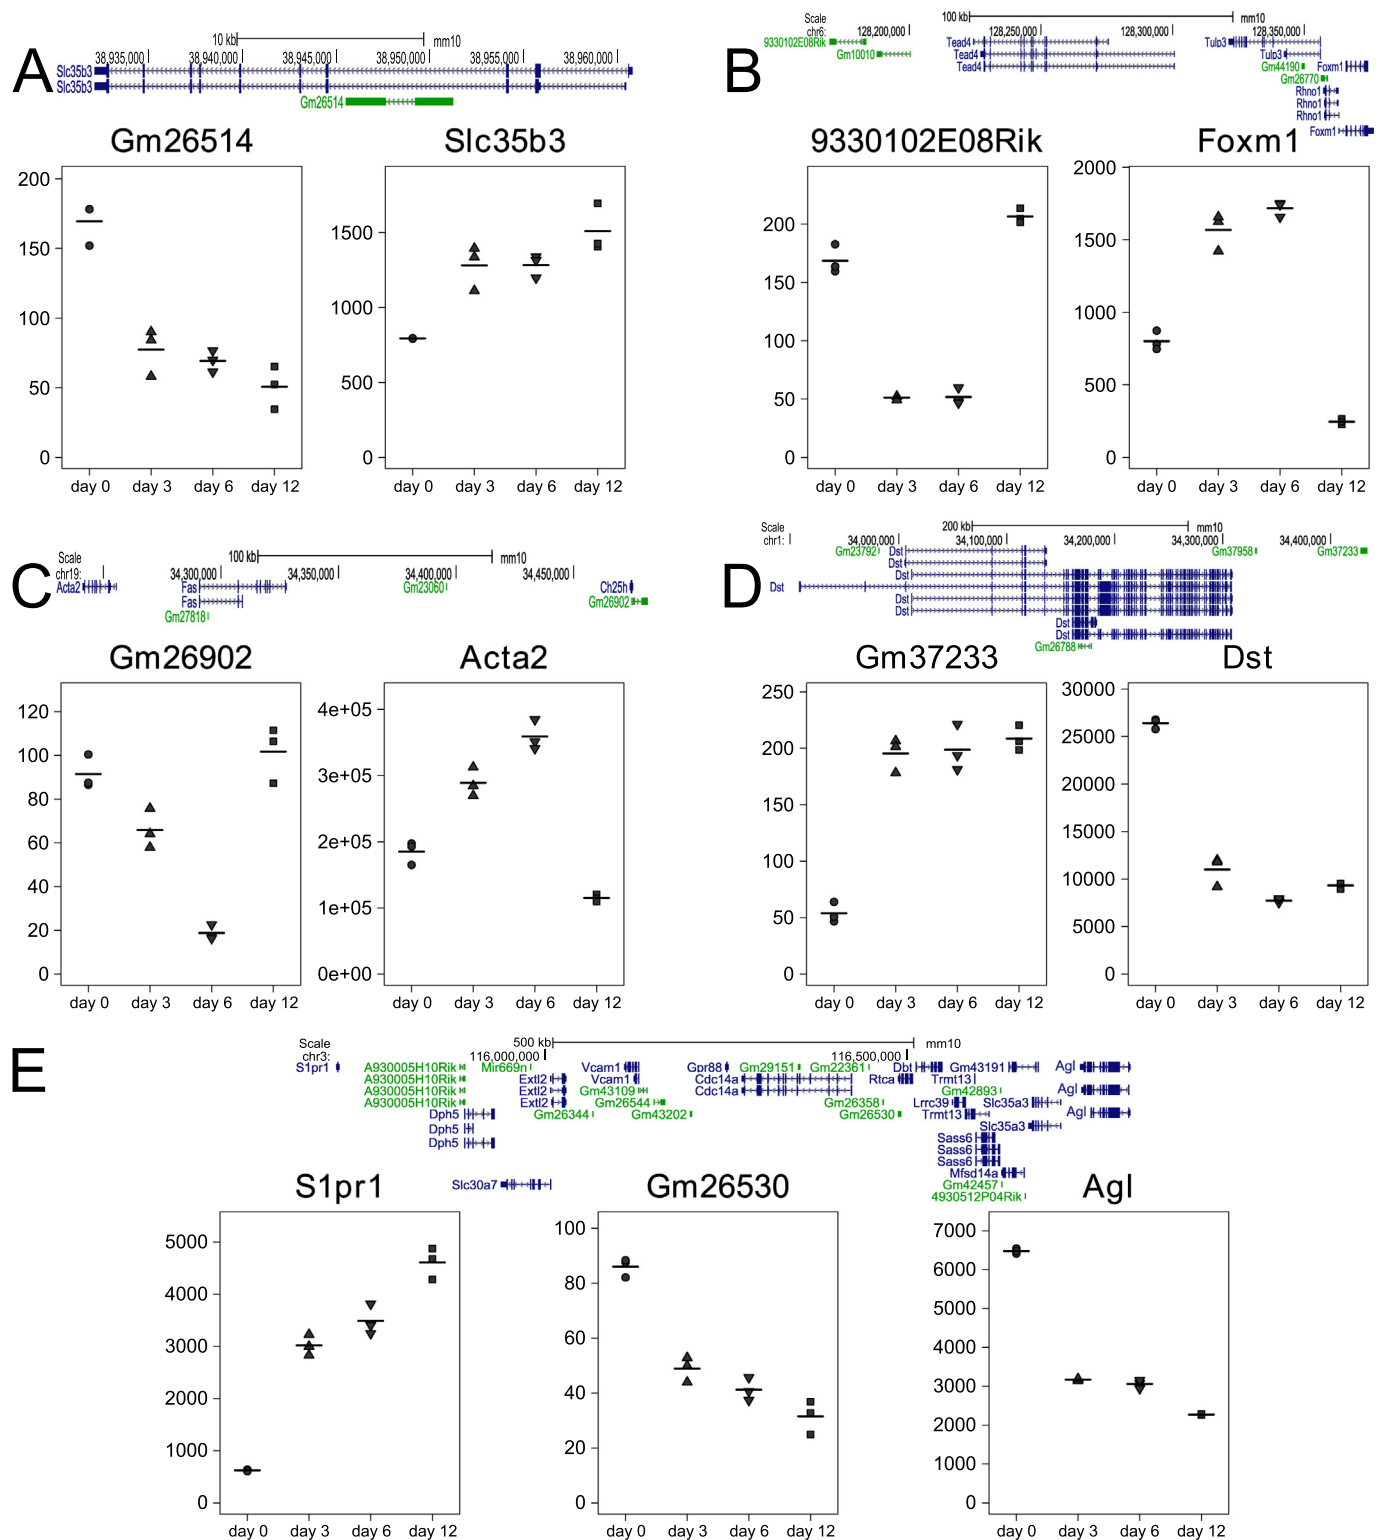 A
10 kb
mm10
38,935,000
38,940,000
38,945,000
38,950,000
38,955,000
38,960,000
Slc35b3
Slc35b3
Gm26514
Gm26514
200
150
100
50
0
day 0
day 3
day 6
day 12
Slc35b3
1500
1000
500
0
day 0
day 3
day 6
day 12
B
Scale
100 kb
mm10
chr6:
128,200,000
128,250,000
128,300,000
128,350,000
9330102E08Rik
Gm10010
Tead4
Tead4
Tead4
Tulp3
Tulp3
Gm44190
Foxm1
Gm26770
Rhno1
Rhno1
Rhno1
Foxm1
9330102E08Rik
200
150
100
50
0
day 0
day 3
day 6
day 12
Foxm1
2000
1500
1000
500
0
day 0
day 3
day 6
day 12
C
Scale
100 kb
mm10
chr19:
34,300,000
34,350,000
34,400,000
34,450,000
Acta2
Fas
Fas
Gm27818
Gm23060
Ch25h
Gm26902
Gm26902
120
100
80
60
40
20
0
day 0
day 3
day 6
day 12
Acta2
4e+05
3e+05
2e+05
1e+05
0e+00
day 0
day 3
day 6
day 12
D
Scale
200 kb
mm10
chr1:
34,000,000
34,100,000
34,200,000
34,300,000
34,400,000
Gm23792
Dst
Gm37958
Gm37233
Dst
Dst
Dst
Dst
Dst
Dst
Dst
Gm26788
Gm37233
250
200
150
100
50
0
day 0
day 3
day 6
day 12
Dst
30000
25000
20000
15000
10000
5000
0
day 0
day 3
day 6
day 12
E
Scale
500 kb
mm10
chr3:
116,000,000
116,500,000
S1pr1
A930005H10Rik
Mir669n
Vcam1
Gpr88
Gm29151
Gm22361
Dbt
Gm43191
Agl
A930005H10Rik
Extl2
Vcam1
Cdc14a
Rtca
Trmt13
Extl2
Gm43109
Cdc14a
Gm42893
Agl
A930005H10Rik
Extl2
Gm26544
Gm26358
Lrrc39
Slc35a3
Dph5
Gm26344
Gm43202
Gm26530
Trmt13
Agl
Dph5
Slc35a3
Dph5
Sass6
Sass6
Sass6
Mfsd14a
Slc30a7
Gm42457
4930512P04Rik
S1pr1
5000
4000
3000
2000
1000
0
day 0
day 3
day 6
day 12
Gm26530
100
80
60
40
20
0
day 0
day 3
day 6
day 12
Agl
7000
6000
5000
4000
3000
2000
1000
0
day 0
day 3
day 6
day 12